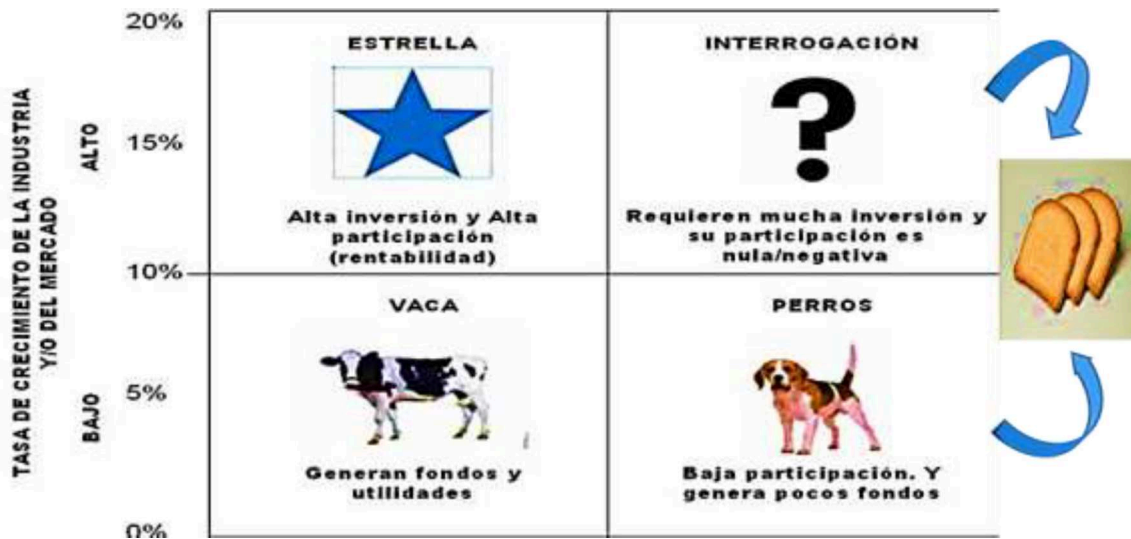 TASA DE CRECIMIENTO DE LA INDUSTRIA
Y/O DEL MERCADO
ALTO
BAJO
20%
15%
10%
5%
0%
ESTRELLA
Alta inversión y Alta
participación
(rentabilidad)
INTERROGACIÓN
?
Requieren mucha inversión y
su participación es
nula/negativa
VACA
Generan fondos y
utilidades
PERROS
Baja participación. Y
genera pocos fondos